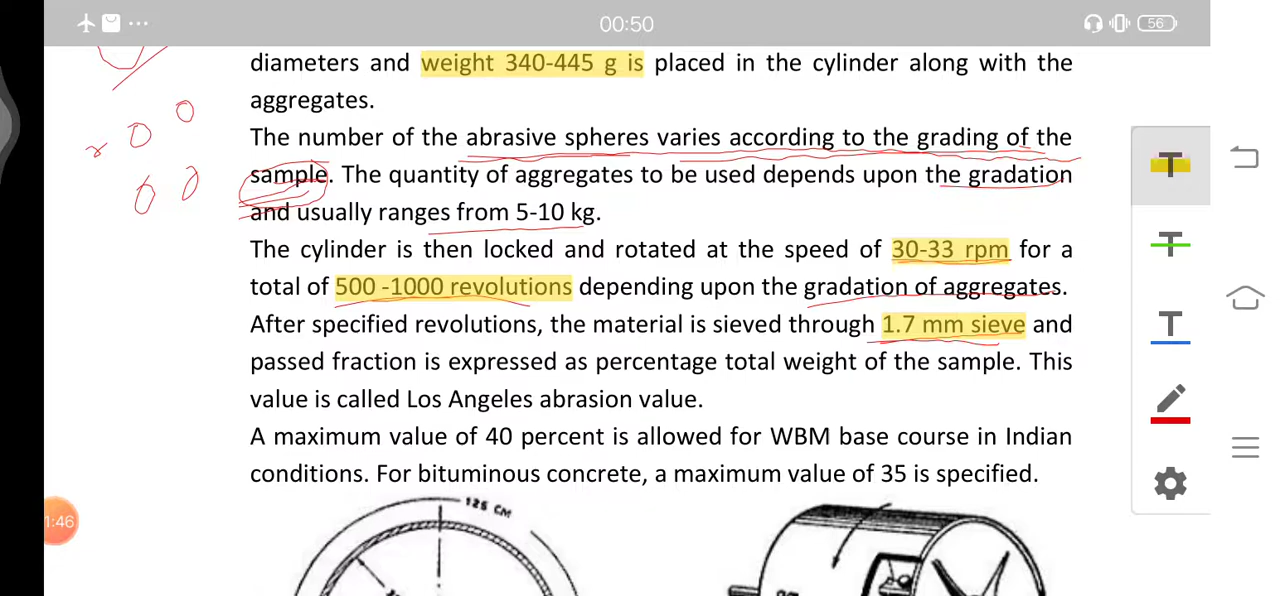 00:50
56
diameters and weight 340-445 g is placed in the cylinder along with the
aggregates.
The number of the abrasive spheres varies according to the grading of the
sample. The quantity of aggregates to be used depends upon the gradation
and usually ranges from 5-10 kg.
The cylinder is then locked and rotated at the speed of 30-33 rpm for a
total of 500 -1000 revolutions depending upon the gradation of aggregates.
After specified revolutions, the material is sieved through 1.7 mm sieve and
passed fraction is expressed as percentage total weight of the sample. This
value is called Los Angeles abrasion value.
A maximum value of 40 percent is allowed for WBM base course in Indian
conditions. For bituminous concrete, a maximum value of 35 is specified.
1:46
125 CM
T
T
T